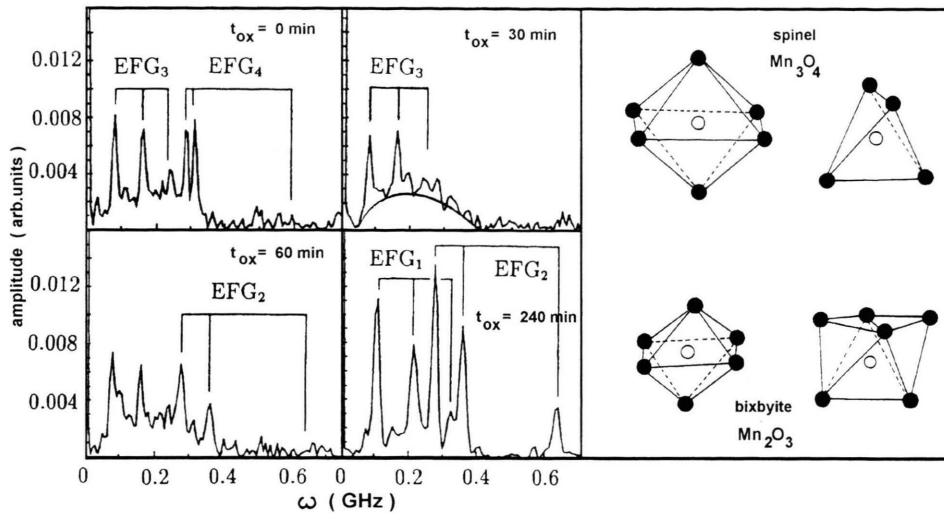 t_ox = 0 min
EFG₃
EFG₄
t_ox = 30 min
EFG₃
spinel
Mn₃O₄
0.012
0.008
0.004
amplitude ( arb.units )
t_ox = 60 min
EFG₂
EFG₁
EFG₂
t_ox = 240 min
0.012
0.008
0.004
bixbyite
Mn₂O₃
0 0.2 0.4 0 0.2 0.4 0.6
ω ( GHz )